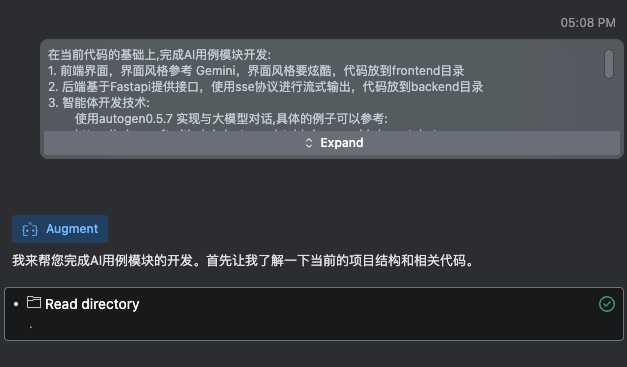 05:08 PM
在当前代码的基础上,完成AI用例模块开发:
1. 前端界面，界面风格参考 Gemini，界面风格要炫酷，代码放到frontend目录
2. 后端基于Fastapi提供接口，使用sse协议进行流式输出，代码放到backend目录
3. 智能体开发技术:
使用autogen0.5.7 实现与大模型对话,具体的例子可以参考:
Expand
Augment
我来帮您完成AI用例模块的开发。首先让我了解一下当前的项目结构和相关代码。
• Read directory
.